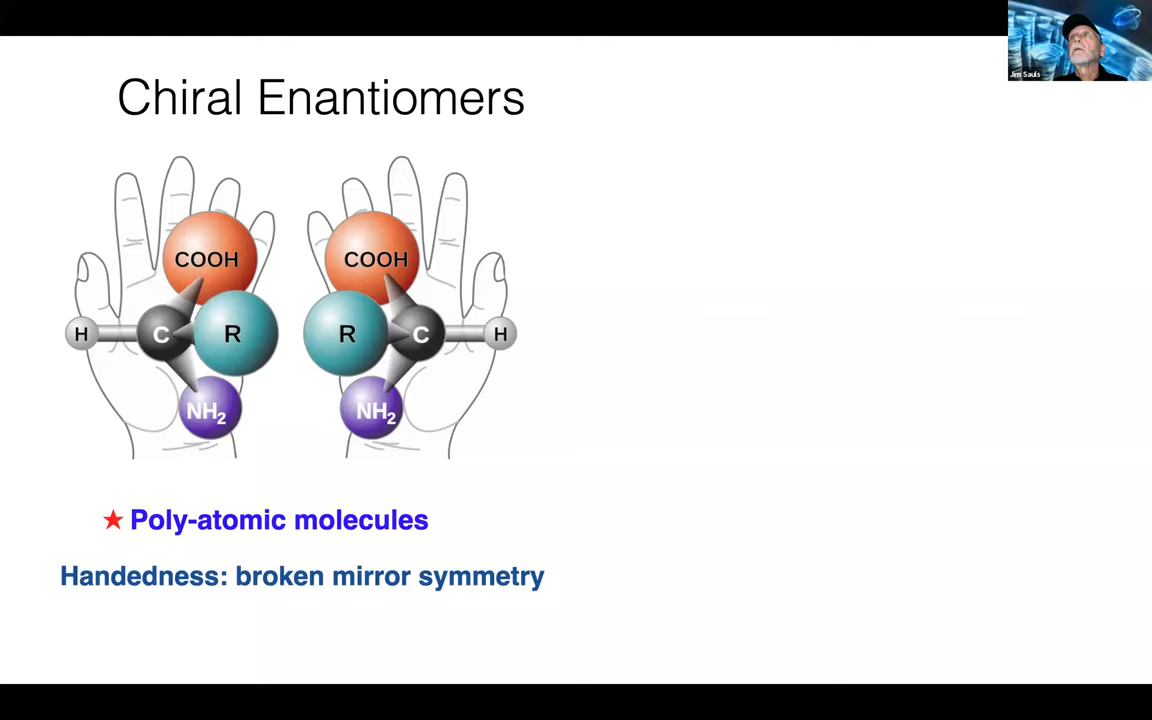 Jim Sauls
Chiral Enantiomers
COOH COOH
H C R R C H
NH2 NH2
★ Poly-atomic molecules
Handedness: broken mirror symmetry